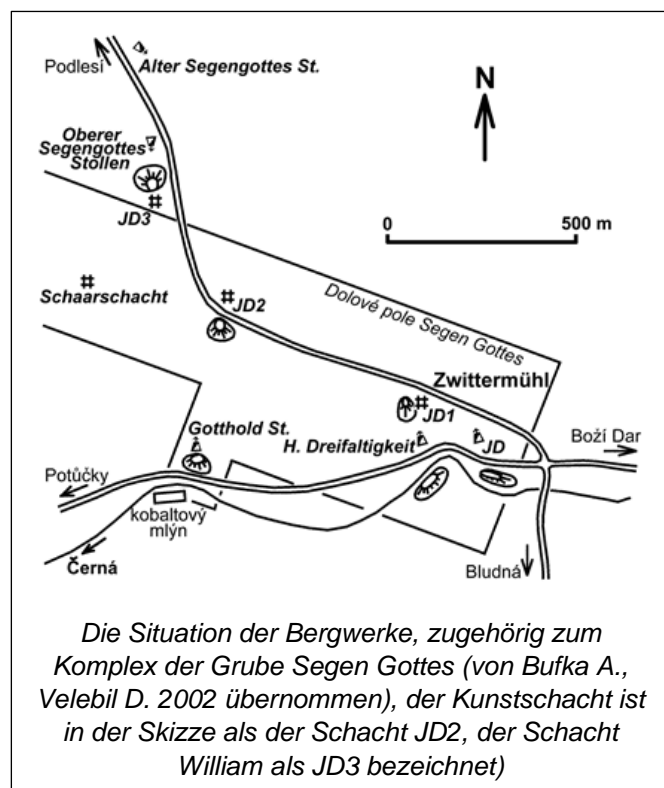 Podlesí
Alter Segengottes St.
N
Oberer
Segengottes
Stollen
0
500 m
JD3
Schaarschacht
JD2
Dolové pole Segen Gottes
Zwittermühl
JD1
Gotthold St.
H. Dreifaltigkeit
JD
Boží Dar
Potůčky
kobaltový
mlýn
Černá
Bludná
Die Situation der Bergwerke, zugehörig zum
Komplex der Grube Segen Gottes (von Bufka A.,
Velebil D. 2002 übernommen), der Kunstschacht ist
in der Skizze als der Schacht JD2, der Schacht
William als JD3 bezeichnet)